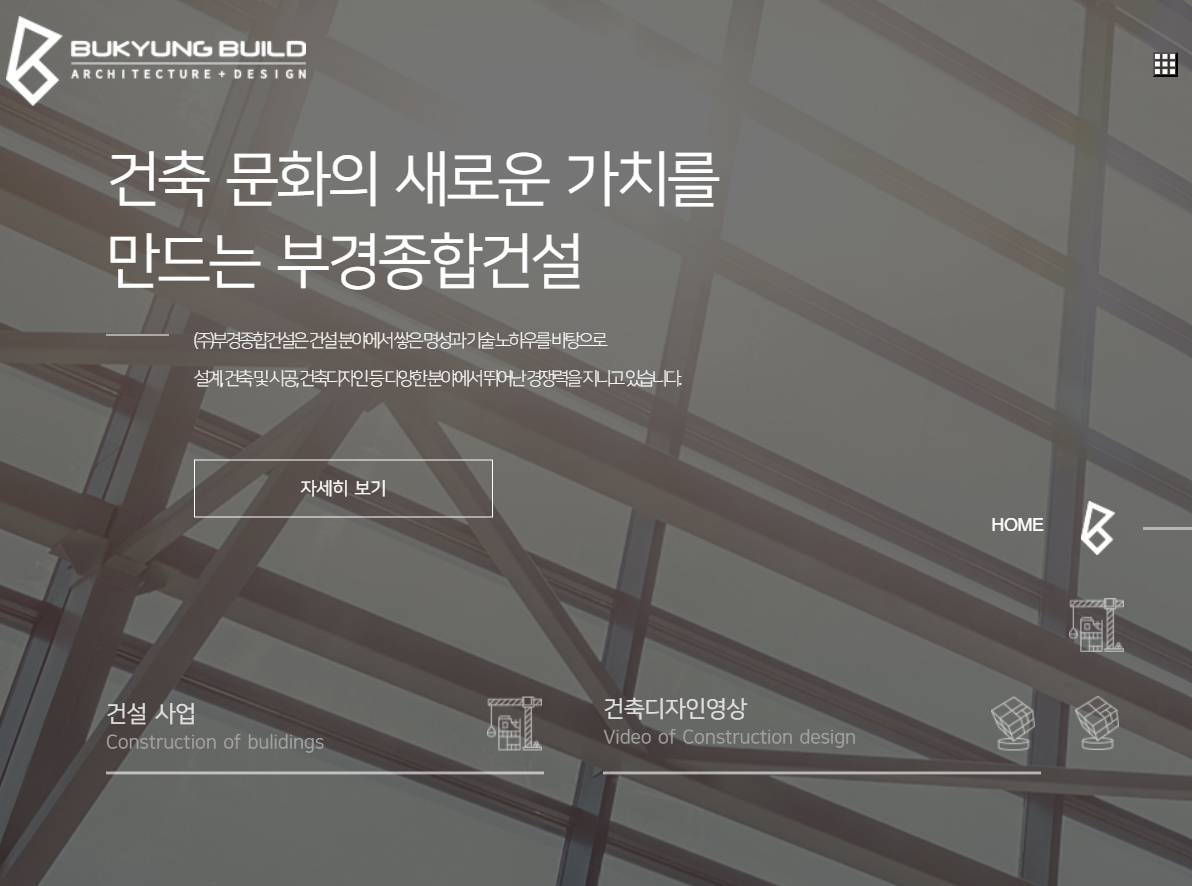 BUKYUNG BUILD
ARCHITECTURE + DESIGN
건축 문화의 새로운 가치를
만드는 부경종합건설
(주)부경종합건설은 건설 분야에서 쌓은 명성과 기술 노하우를 바탕으로
설계, 건축 및 시공, 건축디자인 등 다양한 분야에서 뛰어난 경쟁력을 지니고 있습니다.
자세히 보기
HOME
건설 사업
Construction of bulidings
건축디자인영상
Video of Construction design